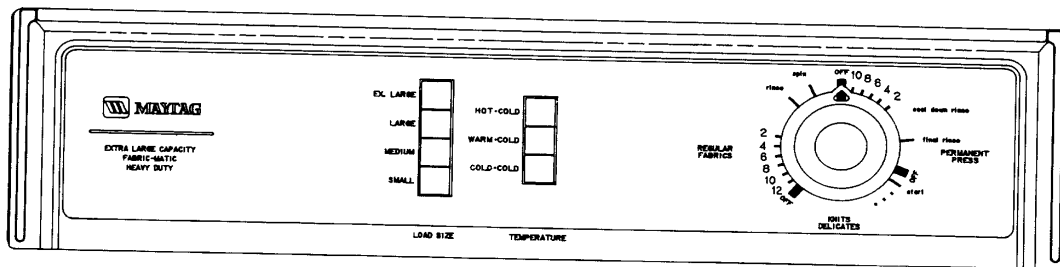 MAYTAG
EXTRA LARGE CAPACITY
FABRIC-MATIC
HEAVY DUTY
EX. LARGE
LARGE
MEDIUM
SMALL
LOAD SIZE
HOT-COLD
WARM-COLD
COLD-COLD
TEMPERATURE
REGULAR
FABRICS
2
4
6
8
10
12
OFF
rinse
spin
OFF
10
8
6
4
2
cool down rinse
final rinse
PERMANENT
PRESS
OFF
start
KNITS
DELICATES